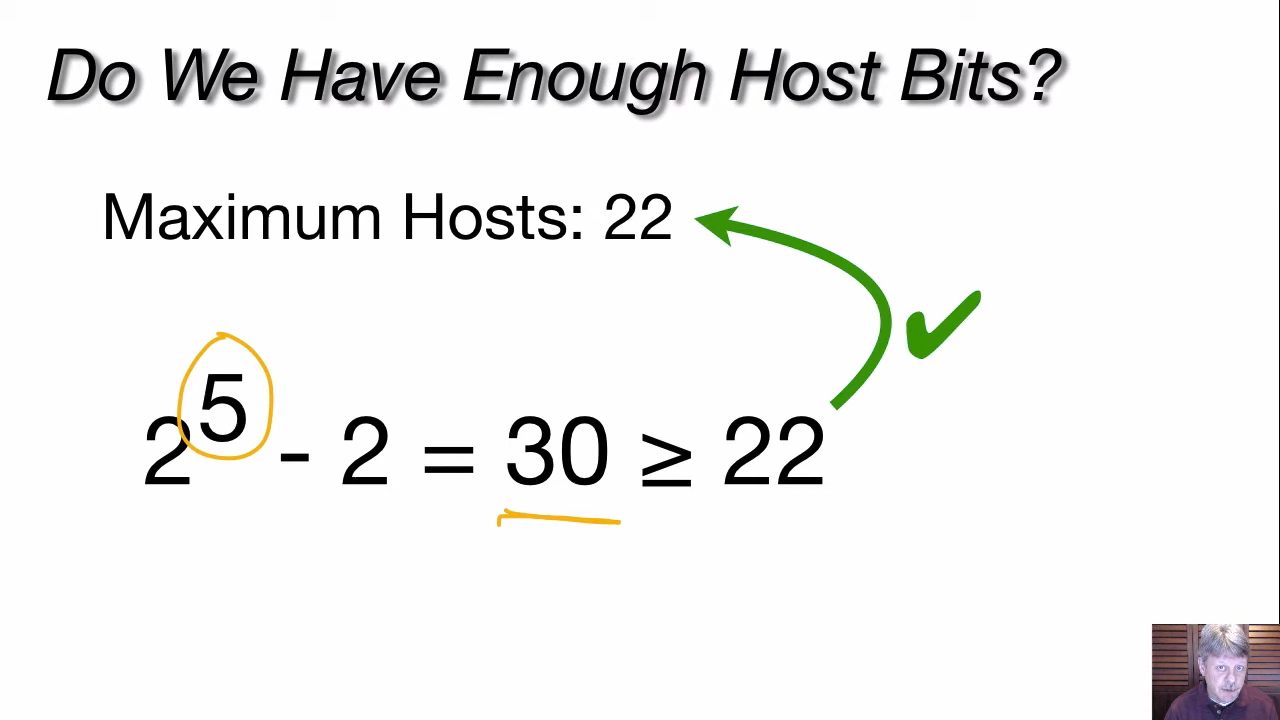 Do We Have Enough Host Bits?
Maximum Hosts: 22
2⁵ - 2 = 30 ≥ 22